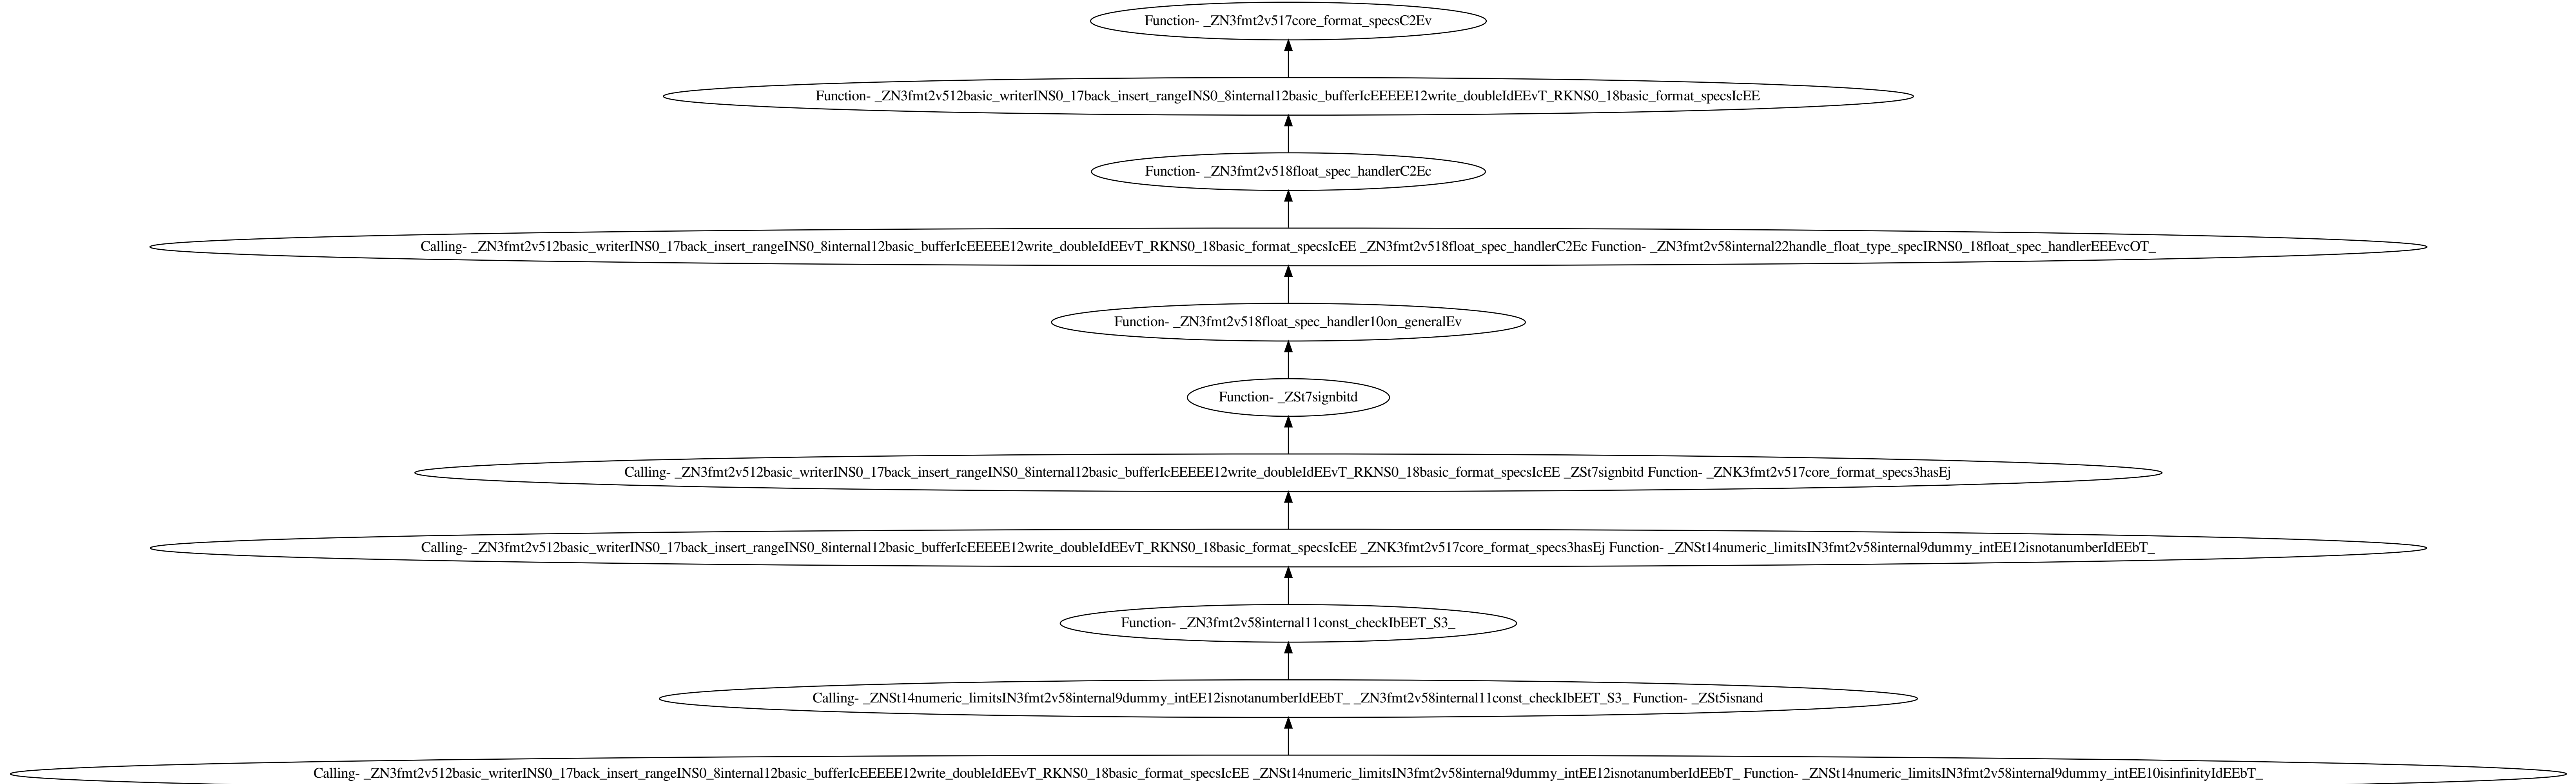 Function- _ZN3fmt2v517core_format_specsC2Ev
Function- _ZN3fmt2v512basic_writerINS0_17back_insert_rangeINS0_8internal12basic_bufferIcEEEEE12write_doubleIdEEvT_RKNS0_18basic_format_specsIcEE
Function- _ZN3fmt2v518float_spec_handlerC2Ec
Calling- _ZN3fmt2v512basic_writerINS0_17back_insert_rangeINS0_8internal12basic_bufferIcEEEEE12write_doubleIdEEvT_RKNS0_18basic_format_specsIcEE _ZN3fmt2v518float_spec_handlerC2Ec Function- _ZN3fmt2v58internal22handle_float_type_specIRNS0_18float_spec_handlerEEEvcOT_
Function- _ZN3fmt2v518float_spec_handler10on_generalEv
Function- _ZSt7signbitd
Calling- _ZN3fmt2v512basic_writerINS0_17back_insert_rangeINS0_8internal12basic_bufferIcEEEEE12write_doubleIdEEvT_RKNS0_18basic_format_specsIcEE _ZSt7signbitd Function- _ZNK3fmt2v517core_format_specs3hasEj
Calling- _ZN3fmt2v512basic_writerINS0_17back_insert_rangeINS0_8internal12basic_bufferIcEEEEE12write_doubleIdEEvT_RKNS0_18basic_format_specsIcEE _ZNK3fmt2v517core_format_specs3hasEj Function- _ZNSt14numeric_limitsIN3fmt2v58internal9dummy_intEE12isnotanumberIdEEbT_
Function- _ZN3fmt2v58internal11const_checkIbEET_S3_
Calling- _ZNSt14numeric_limitsIN3fmt2v58internal9dummy_intEE12isnotanumberIdEEbT_ _ZN3fmt2v58internal11const_checkIbEET_S3_ Function- _ZSt5isnand
Calling- _ZN3fmt2v512basic_writerINS0_17back_insert_rangeINS0_8internal12basic_bufferIcEEEEE12write_doubleIdEEvT_RKNS0_18basic_format_specsIcEE _ZNSt14numeric_limitsIN3fmt2v58internal9dummy_intEE12isnotanumberIdEEbT_ Function- _ZNSt14numeric_limitsIN3fmt2v58internal9dummy_intEE10isinfinityIdEEbT_